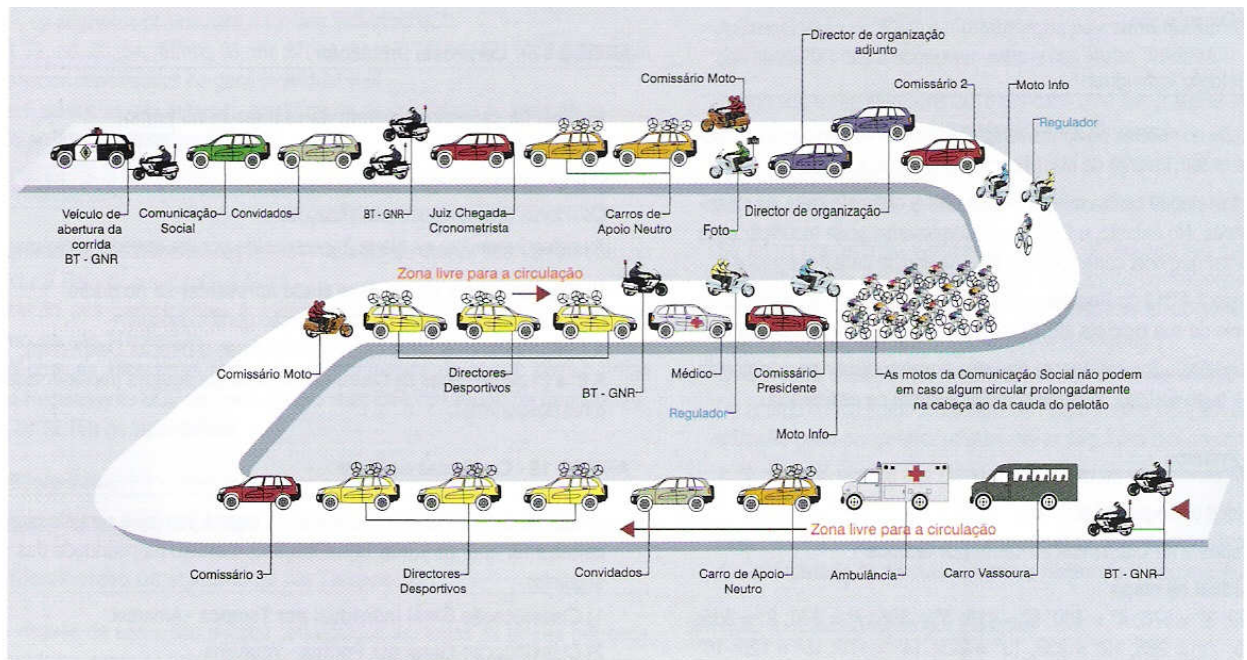 Director de organização
adjunto
Comissário Moto
Comissário 2
Moto Info
Regulador
Veículo de
abertura da
corrida
BT - GNR
Comunicação
Social
Convidados
BT - GNR
Juiz Chegada
Cronometrista
Carros de
Apoio Neutro
Foto
Director de organização
Zona livre para a circulação
Comissário Moto
Directores
Desportivos
BT - GNR
Médico
Regulador
Comissário
Presidente
Moto Info
As motos da Comunicação Social não podem
em caso algum circular prolongadamente
na cabeça ao da cauda do pelotão
Zona livre para a circulação
Comissário 3
Directores
Desportivos
Convidados
Carro de Apoio
Neutro
Ambulância
Carro Vassoura
BT - GNR